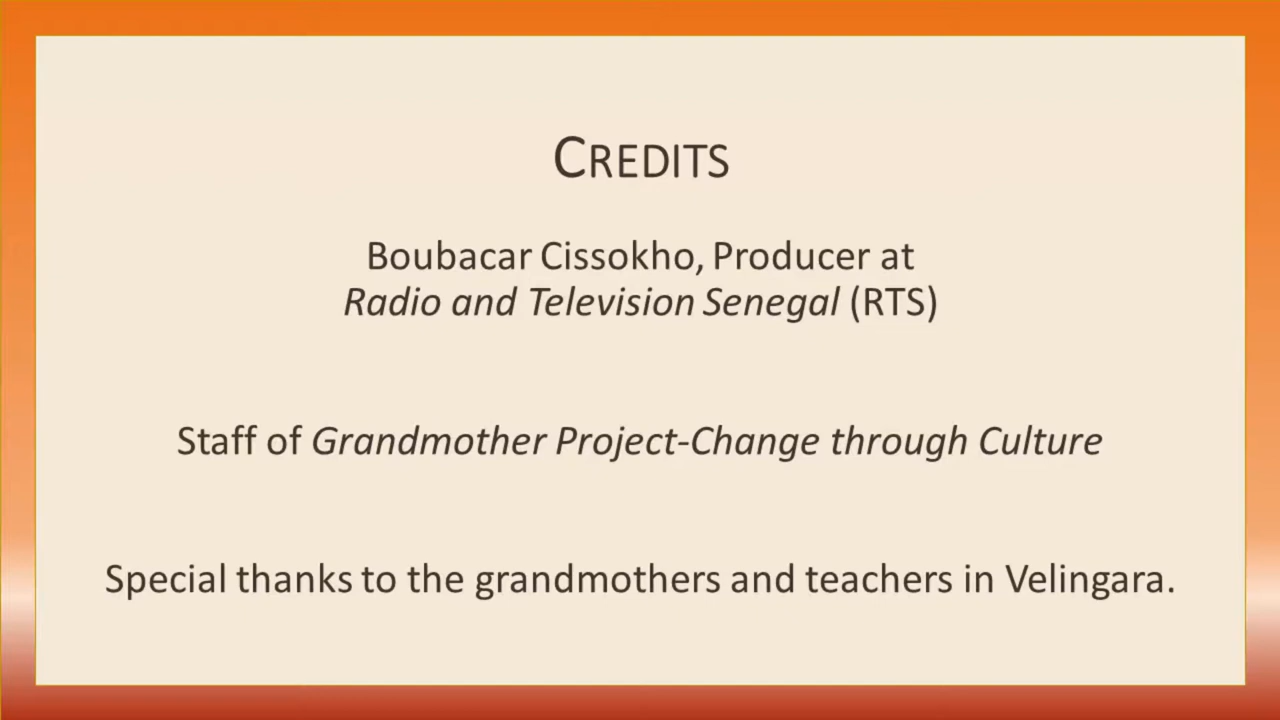 CREDITS
Boubacar Cissokho, Producer at
Radio and Television Senegal (RTS)
Staff of Grandmother Project-Change through Culture
Special thanks to the grandmothers and teachers in Velingara.